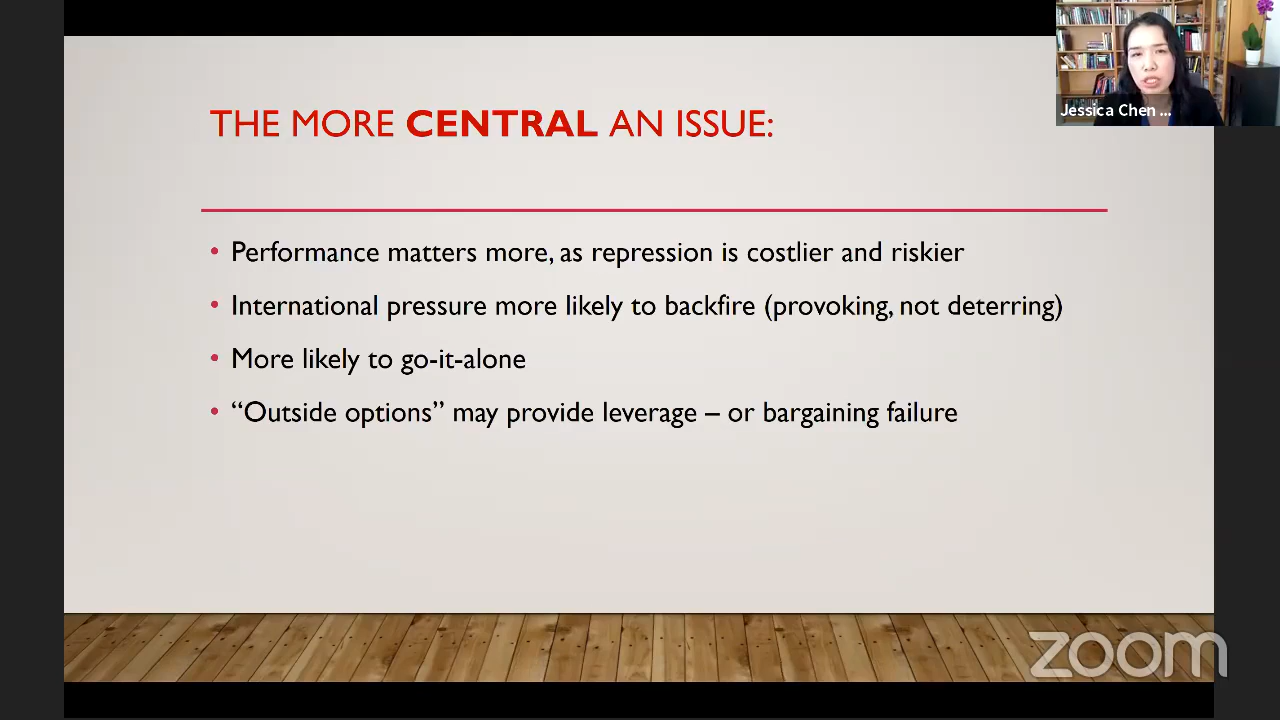 THE MORE CENTRAL AN ISSUE:
• Performance matters more, as repression is costlier and riskier
• International pressure more likely to backfire (provoking, not deterring)
• More likely to go-it-alone
• “Outside options” may provide leverage – or bargaining failure
Jessica Chen ...
zoom